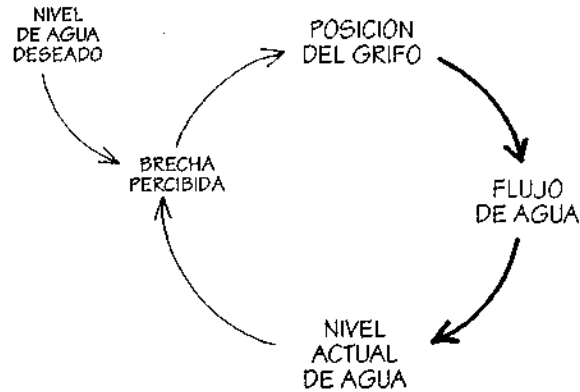 NIVEL
DE AGUA
DESEADO
POSICION
DEL GRIFO
BRECHA
PERCIBIDA
FLUJO
DE AGUA
NIVEL
ACTUAL
DE AGUA